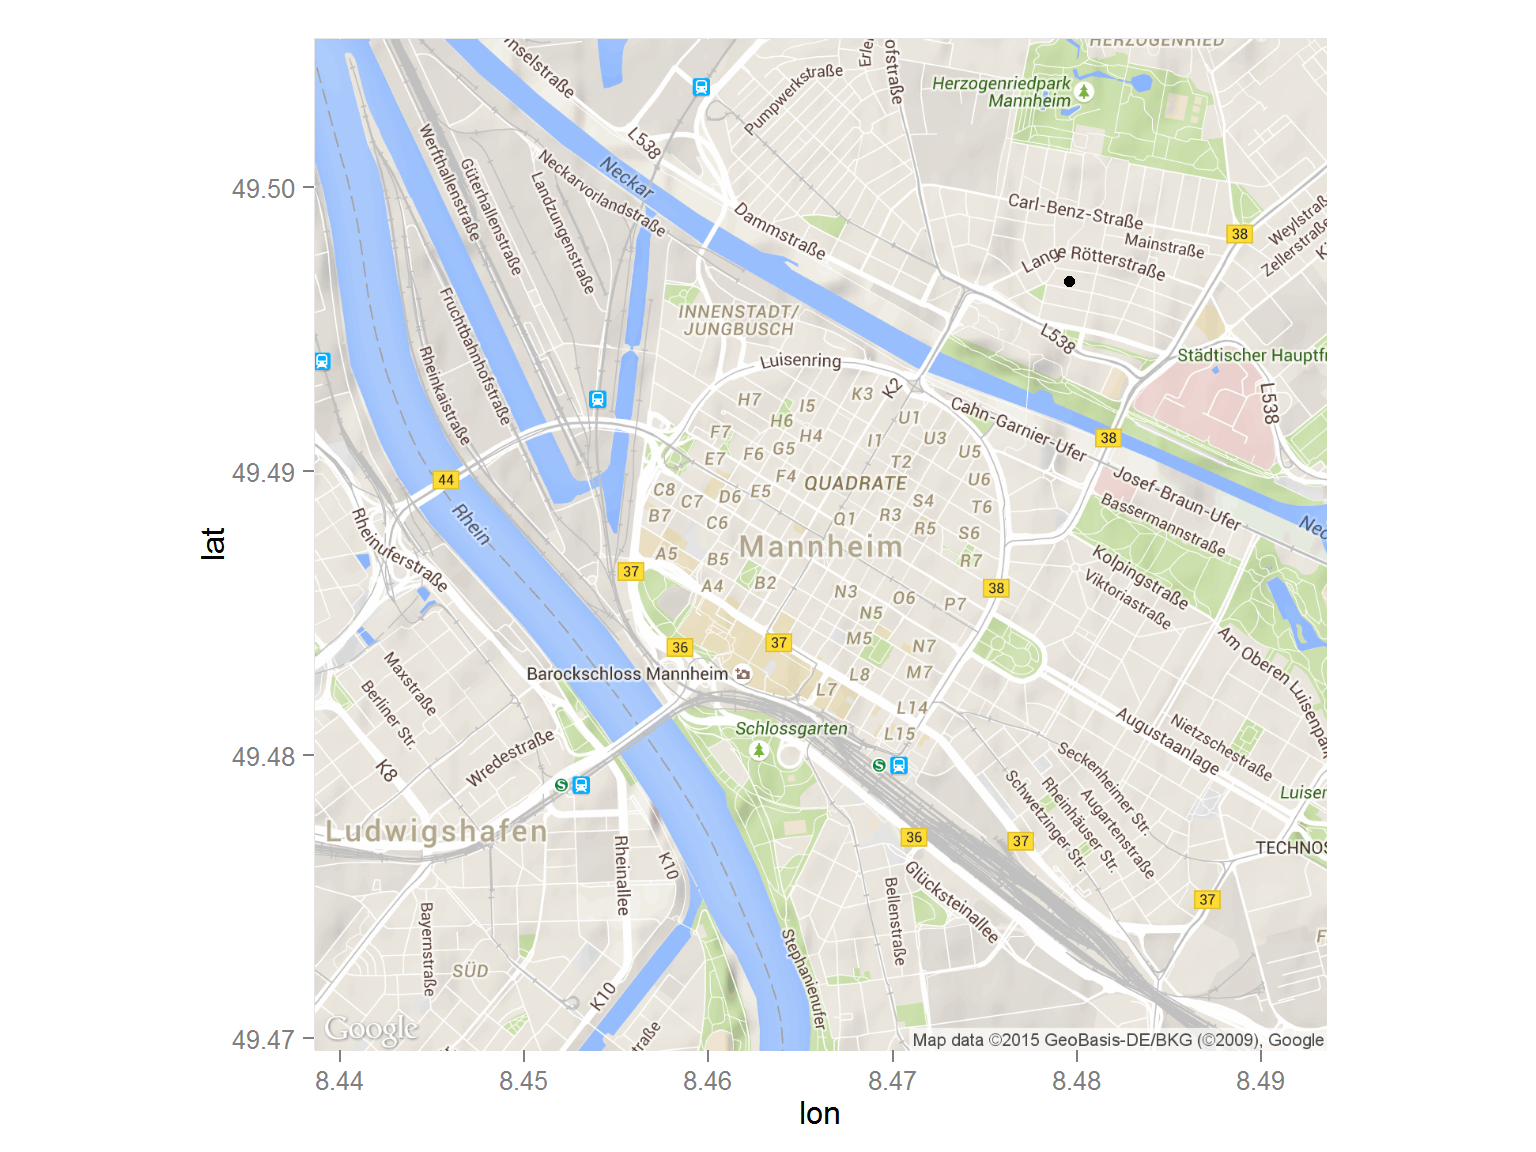 HERZOGENRIED
Inselstraße
Pumpwerkstraße
Erle
ofstraße
Herzogenriedpark
Mannheim
L538
Werfthallenstraße
Güterhallenstraße
Landzungenstraße
Neckarvorlandstraße
Neckar
49.50
Dammstraße
Carl-Benz-Straße
Mainstraße
Lange Rötterstraße
38
Weylstraß
Zellerstraße
K
Fruchtbahnhofstraße
Rheinkaistraße
INNENSTADT/
JUNGBUSCH
L538
Städtischer Hauptfr
L538
Luisenring
K2
H7
I5
K3
H6
U1
F7
H4
G5
I1
U3
Cahn-Garnier-Ufer
38
E7
F6
T2
U5
49.49
44
F4
QUADRATE
U6
Josef-Braun-Ufer
C8
C7
D6
E5
S4
T6
Bassermannstraße
Nec
B7
C6
Q1
R3
R5
S6
Rhein
Rheinuferstraße
lat
A5
B5
Mannheim
R7
Kolpingstraße
Viktoriastraße
37
A4
B2
N3
O6
P7
38
N5
36
37
M5
N7
Am Oberen Luisenpark
Barockschloss Mannheim
L8
M7
L7
Maxstraße
Berliner Str.
L14
Schlossgarten
L15
Augustaanlage
Nietzschestraße
49.48
K8
Wredestraße
S
S
Seckenheimer Str.
Luisen
Schwetzinger Str.
Rheinhäuser Str.
Augartenstraße
Ludwigshafen
Rheinallee
K10
36
37
TECHNOS
Glücksteinallee
Bellenstraße
37
Bayernstraße
Stephanienufer
F
SÜD
K10
traße
49.47
Google
Map data ©2015 GeoBasis-DE/BKG (©2009), Google
8.44
8.45
8.46
8.47
8.48
8.49
lon